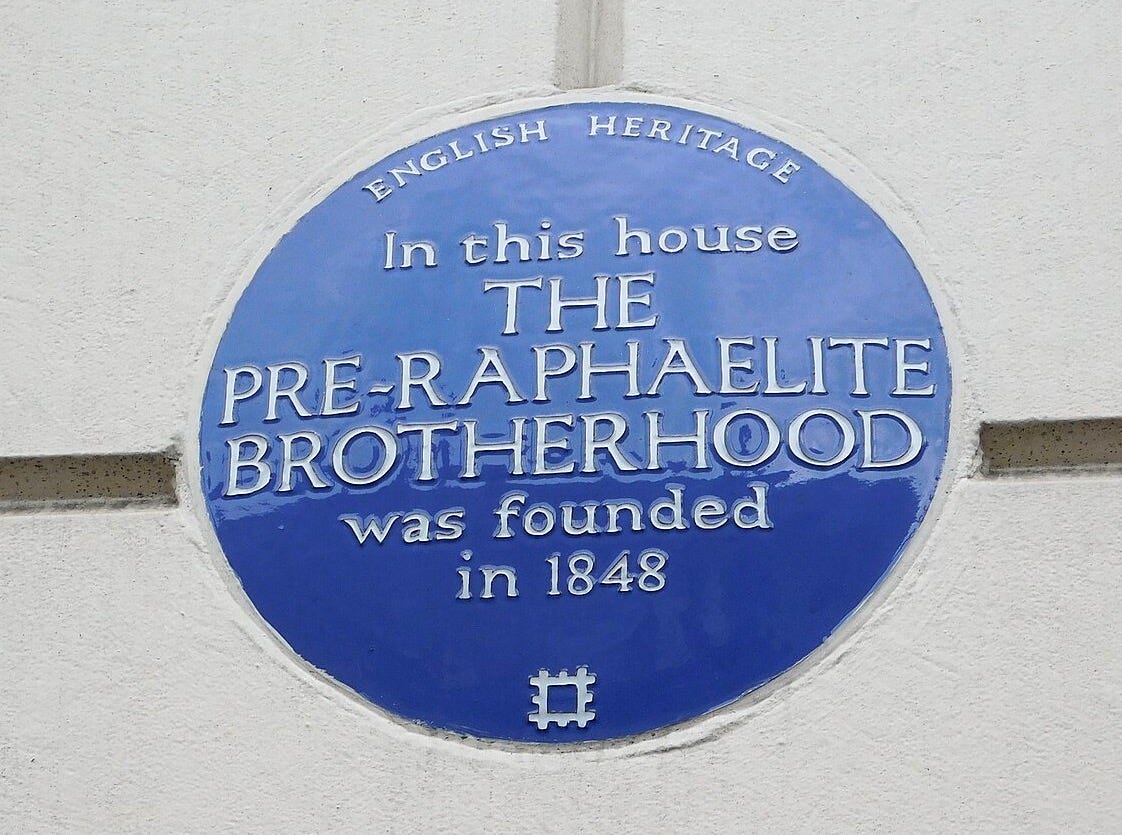 ENGLISH HERITAGE
In this house
THE
PRE-RAPHAELITE
BROTHERHOOD
was founded
in 1848